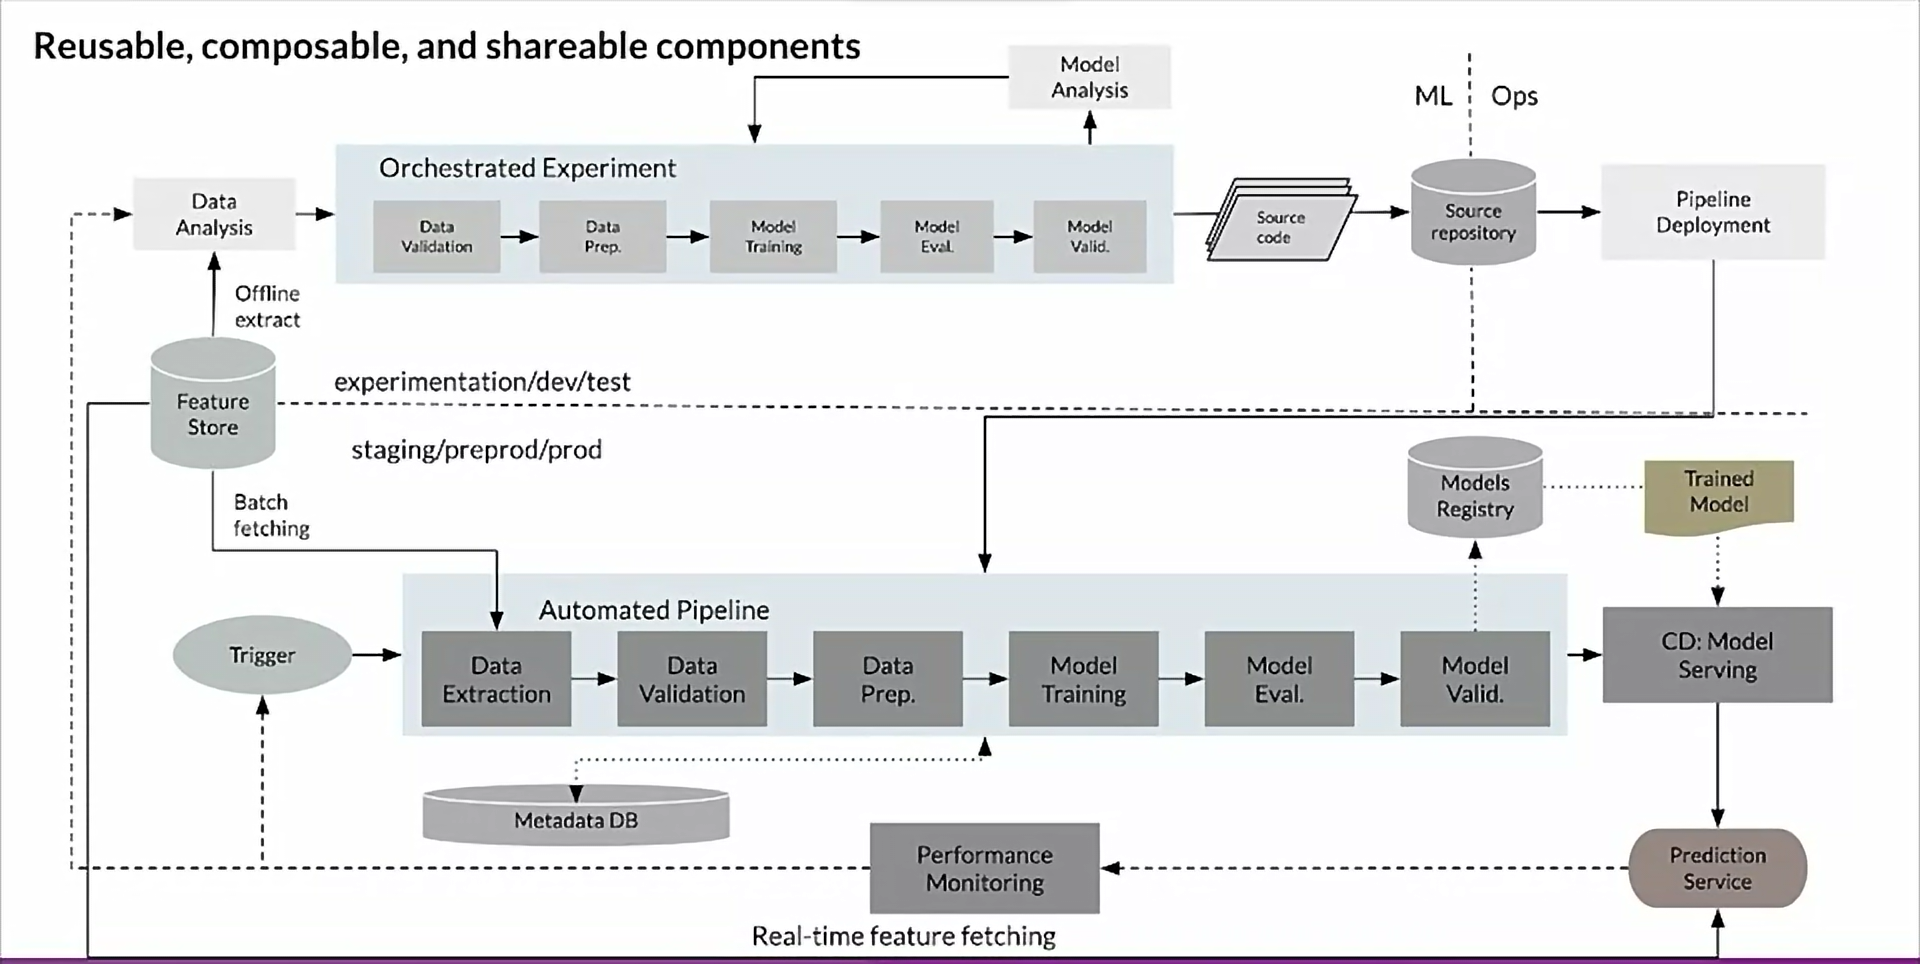 Reusable, composable, and shareable components
Model
Analysis
ML
Ops
Orchestrated Experiment
Data
Analysis
Data
Validation
Data
Prep.
Model
Training
Model
Eval.
Model
Valid.
Source
code
Source
repository
Pipeline
Deployment
Offline
extract
Feature
Store
experimentation/dev/test
staging/preprod/prod
Batch
fetching
Models
Registry
Trained
Model
Automated Pipeline
Trigger
Data
Extraction
Data
Validation
Data
Prep.
Model
Training
Model
Eval.
Model
Valid.
CD: Model
Serving
Metadata DB
Performance
Monitoring
Prediction
Service
Real-time feature fetching